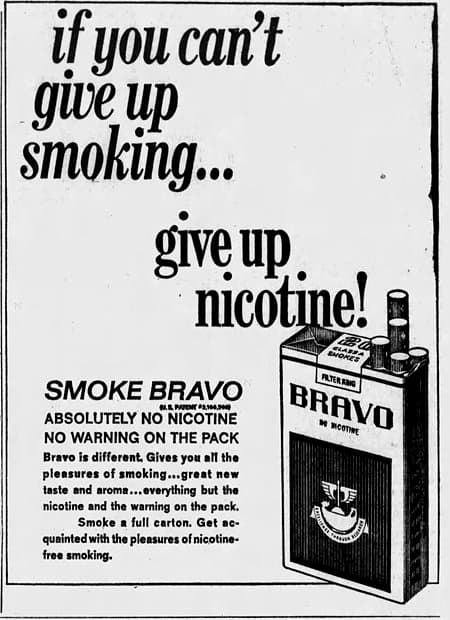 if you can't
give up
smoking...
give up
nicotine!
20
CLASS A
SMOKES
FILTER KING
BRAVO
NO NICOTINE
SMOKE BRAVO
ABSOLUTELY NO NICOTINE
NO WARNING ON THE PACK
Bravo is different. Gives you all the
pleasures of smoking...great new
taste and aroma...everything but the
nicotine and the warning on the pack.
Smoke a full carton. Get ac-
quainted with the pleasures of nicotine-
free smoking.